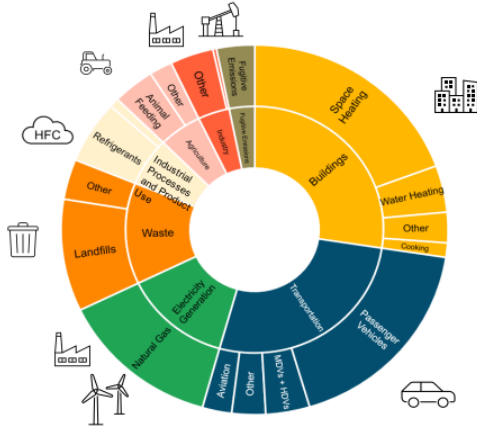 Other
Fugitive
Emissions
Space
Heating
Animal
Feeding
Other
HFC
Refrigerants
Industrial
Processes
and Product
Use
Agriculture
Industry
Fugitive Emissions
Buildings
Water Heating
Other
Cooking
Other
Landfills
Waste
Electricity
Generation
Natural Gas
Transportation
Passenger
Vehicles
Aviation
Other
MDVs + HDVs